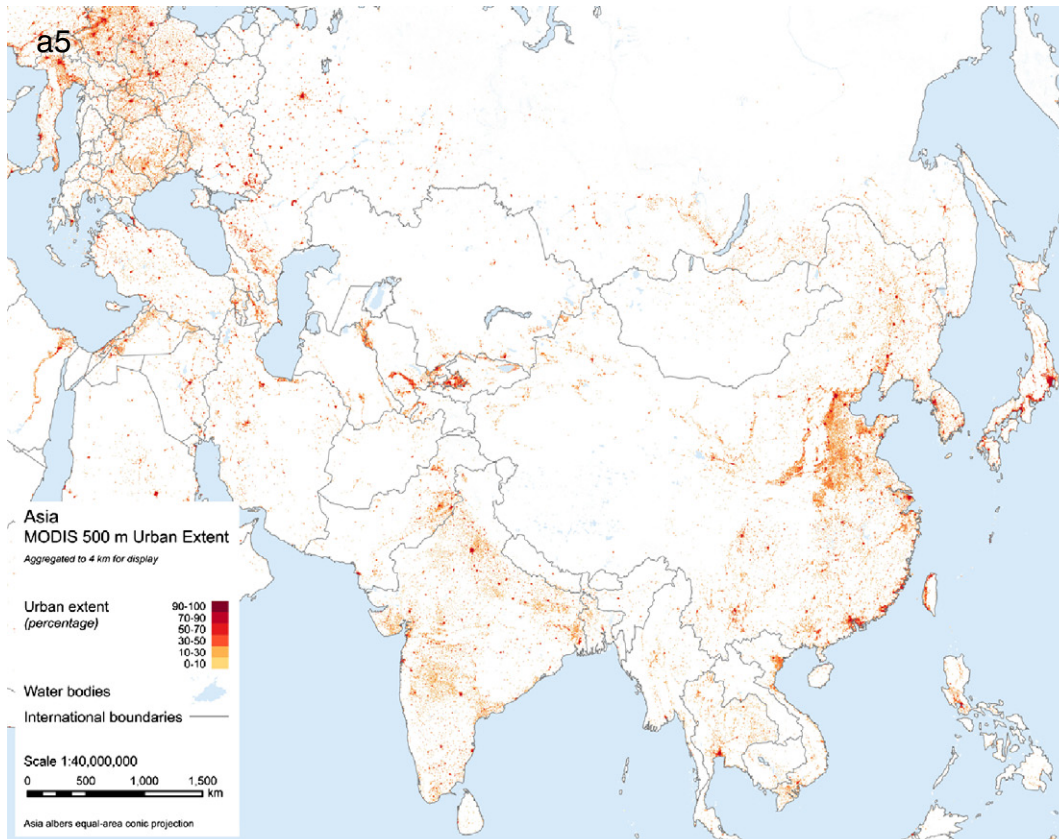 a5
Asia
MODIS 500 m Urban Extent
Aggregated to 4 km for display
Urban extent
(percentage)
90-100
70-90
50-70
30-50
10-30
0-10
Water bodies
International boundaries
Scale 1:40,000,000
0 500 1,000 1,500
km
Asia albers equal-area conic projection